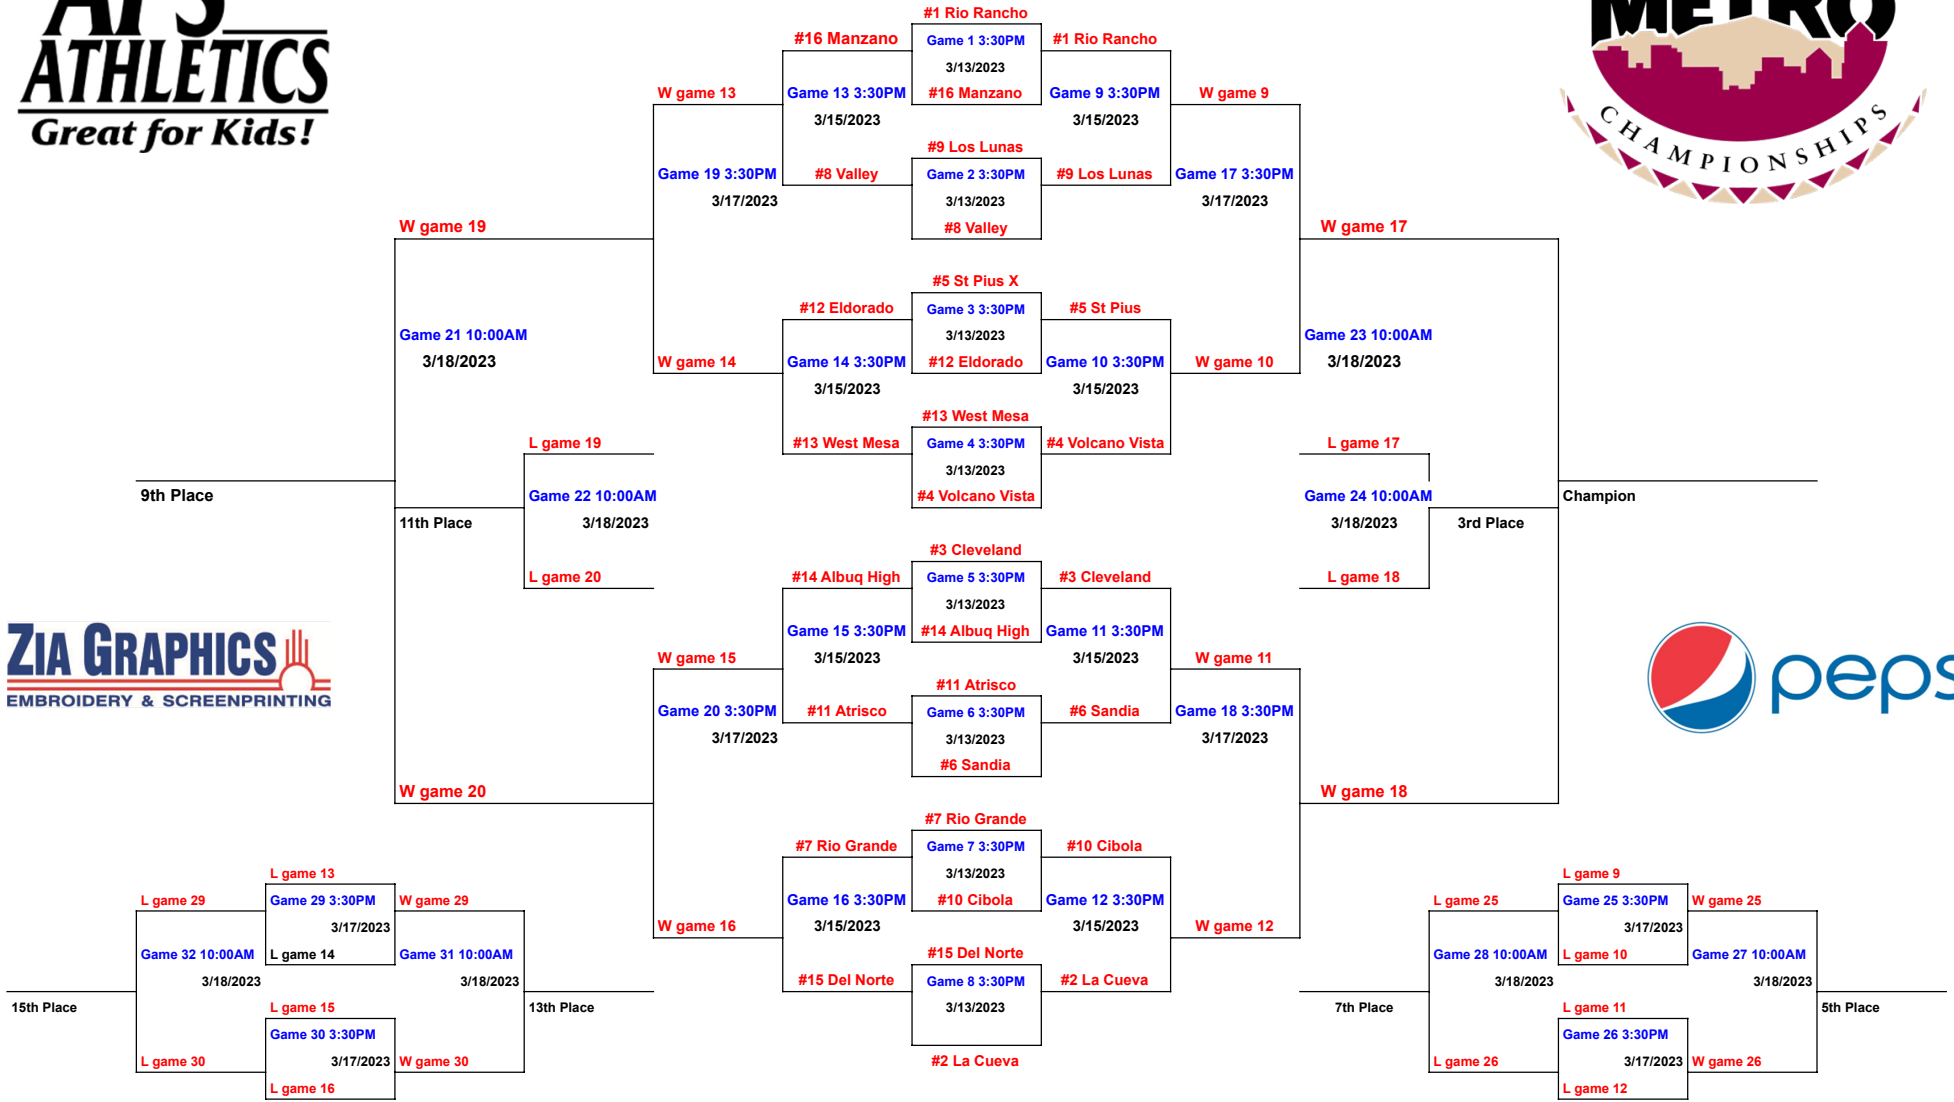 APS
ATHLETICS
Great for Kids!
METRO
CHAMPIONSHIPS
#1 Rio Rancho
#16 Manzano
Game 1 3:30PM
#1 Rio Rancho
3/13/2023
W game 13
Game 13 3:30PM
#16 Manzano
Game 9 3:30PM
W game 9
3/15/2023
3/15/2023
#9 Los Lunas
Game 19 3:30PM
#8 Valley
Game 2 3:30PM
#9 Los Lunas
Game 17 3:30PM
3/17/2023
3/13/2023
3/17/2023
W game 19
#8 Valley
W game 17
#5 St Pius X
#12 Eldorado
Game 3 3:30PM
#5 St Pius
Game 21 10:00AM
3/13/2023
Game 23 10:00AM
3/18/2023
W game 14
Game 14 3:30PM
#12 Eldorado
Game 10 3:30PM
W game 10
3/18/2023
3/15/2023
3/15/2023
#13 West Mesa
L game 19
#13 West Mesa
Game 4 3:30PM
#4 Volcano Vista
L game 17
3/13/2023
9th Place
Game 22 10:00AM
#4 Volcano Vista
Game 24 10:00AM
Champion
11th Place
3/18/2023
3/18/2023
3rd Place
#3 Cleveland
L game 20
#14 Albuq High
Game 5 3:30PM
#3 Cleveland
L game 18
3/13/2023
Game 15 3:30PM
#14 Albuq High
Game 11 3:30PM
W game 15
3/15/2023
3/15/2023
W game 11
ZIA GRAPHICS
EMBROIDERY & SCREENPRINTING
peps
#11 Atrisco
Game 20 3:30PM
#11 Atrisco
Game 6 3:30PM
#6 Sandia
Game 18 3:30PM
3/17/2023
3/13/2023
3/17/2023
#6 Sandia
W game 20
W game 18
#7 Rio Grande
#7 Rio Grande
Game 7 3:30PM
#10 Cibola
L game 13
3/13/2023
L game 9
L game 29
Game 29 3:30PM
W game 29
Game 16 3:30PM
#10 Cibola
Game 12 3:30PM
L game 25
Game 25 3:30PM
W game 25
3/17/2023
W game 16
3/15/2023
3/15/2023
W game 12
3/17/2023
Game 32 10:00AM
L game 14
Game 31 10:00AM
#15 Del Norte
Game 28 10:00AM
L game 10
Game 27 10:00AM
3/18/2023
3/18/2023
#15 Del Norte
Game 8 3:30PM
#2 La Cueva
3/18/2023
3/18/2023
15th Place
L game 15
13th Place
3/13/2023
7th Place
L game 11
5th Place
Game 30 3:30PM
Game 26 3:30PM
L game 30
3/17/2023
W game 30
#2 La Cueva
L game 26
3/17/2023
W game 26
L game 16
L game 12